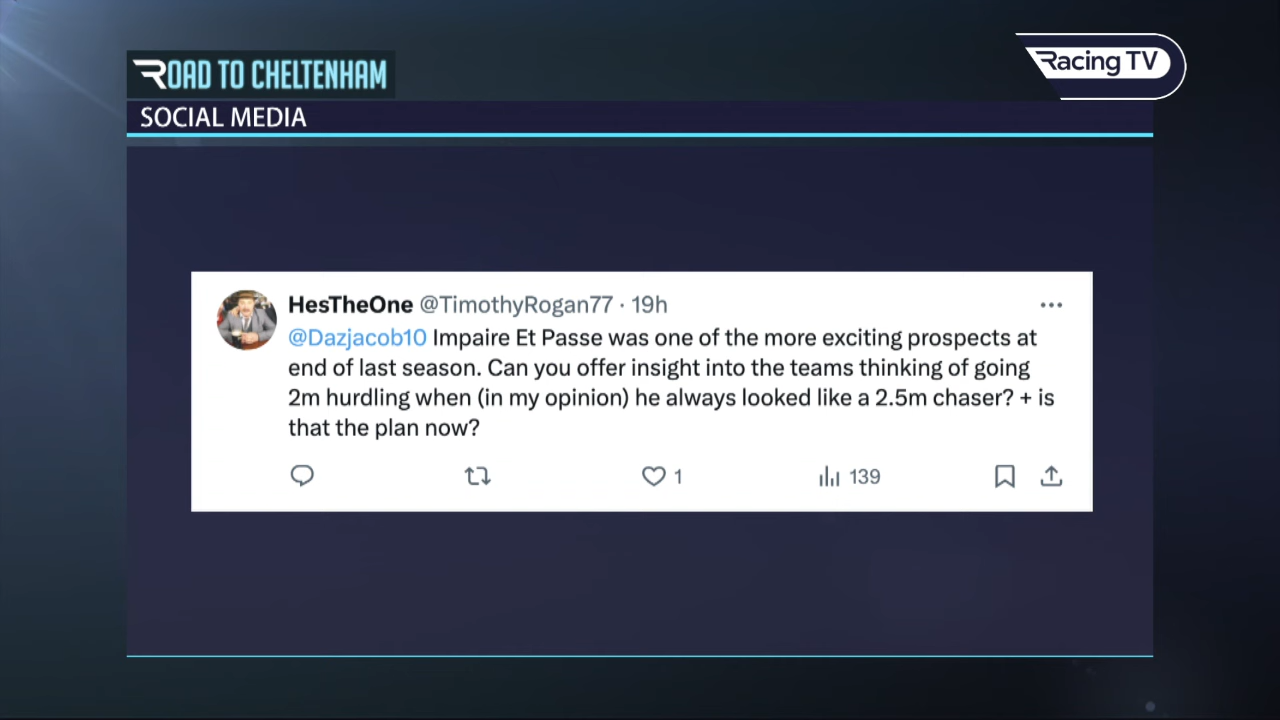 ROAD TO CHELTENHAM
Racing TV
SOCIAL MEDIA
HesTheOne @TimothyRogan77 · 19h
@Dazjacob10 Impaire Et Passe was one of the more exciting prospects at
end of last season. Can you offer insight into the teams thinking of going
2m hurdling when (in my opinion) he always looked like a 2.5m chaser? + is
that the plan now?
1
139